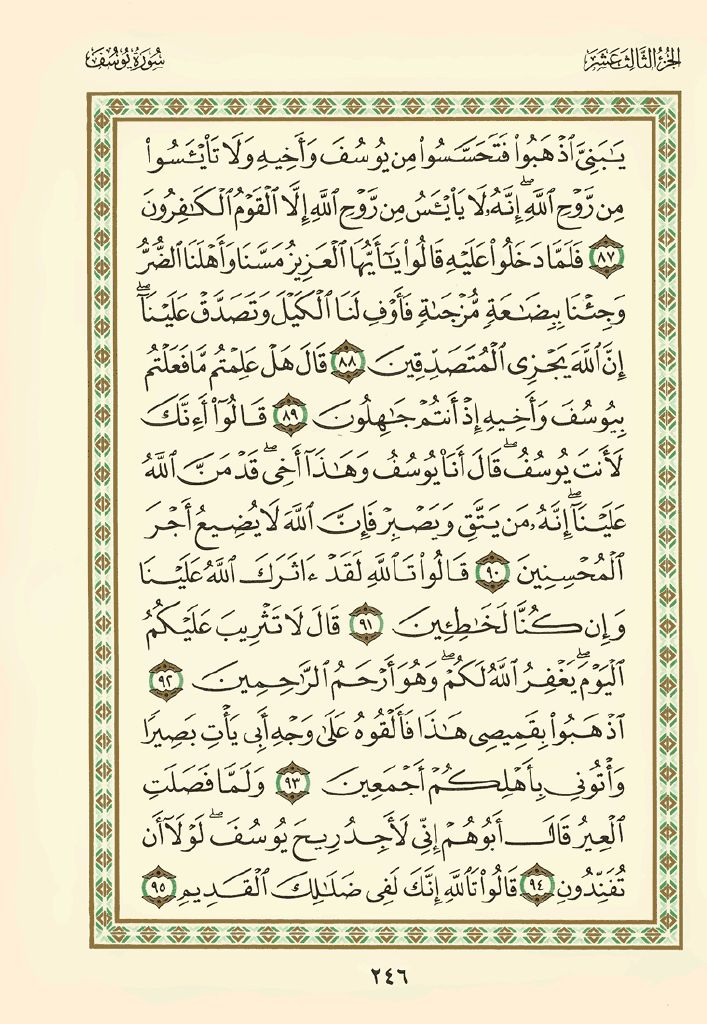 الجزء الثالث عشر
سورة يوسف
يَٰبَنِيَّ ٱذۡهَبُواْ فَتَحَسَّسُواْ مِن يُوسُفَ وَأَخِيهِ وَلَا تَاْيۡـَٔسُواْ
مِن رَّوۡحِ ٱللَّهِۖ إِنَّهُۥ لَا يَاْيۡـَٔسُ مِن رَّوۡحِ ٱللَّهِ إِلَّا ٱلۡقَوۡمُ ٱلۡكَٰفِرُونَ
٨٧ فَلَمَّا دَخَلُواْ عَلَيۡهِ قَالُواْ يَٰٓأَيُّهَا ٱلۡعَزِيزُ مَسَّنَا وَأَهۡلَنَا ٱلضُّرُّ
وَجِئۡنَا بِبِضَٰعَةٖ مُّزۡجَىٰةٖ فَأَوۡفِ لَنَا ٱلۡكَيۡلَ وَتَصَدَّقۡ عَلَيۡنَآۖ
إِنَّ ٱللَّهَ يَجۡزِي ٱلۡمُتَصَدِّقِينَ ٨٨ قَالَ هَلۡ عَلِمۡتُم مَّا فَعَلۡتُم
بِيُوسُفَ وَأَخِيهِ إِذۡ أَنتُمۡ جَٰهِلُونَ ٨٩ قَالُوٓاْ أَءِنَّكَ
لَأَنتَ يُوسُفُۖ قَالَ أَنَا۠ يُوسُفُ وَهَٰذَآ أَخِيۖ قَدۡ مَنَّ ٱللَّهُ
عَلَيۡنَآۖ إِنَّهُۥ مَن يَتَّقِ وَيَصۡبِرۡ فَإِنَّ ٱللَّهَ لَا يُضِيعُ أَجۡرَ
ٱلۡمُحۡسِنِينَ ٩٠ قَالُواْ تَٱللَّهِ لَقَدۡ ءَاثَرَكَ ٱللَّهُ عَلَيۡنَا
وَإِن كُنَّا لَخَٰطِـِٔينَ ٩١ قَالَ لَا تَثۡرِيبَ عَلَيۡكُمُ
ٱلۡيَوۡمَۖ يَغۡفِرُ ٱللَّهُ لَكُمۡۖ وَهُوَ أَرۡحَمُ ٱلرَّٰحِمِينَ ٩٢
ٱذۡهَبُواْ بِقَمِيصِي هَٰذَا فَأَلۡقُوهُ عَلَىٰ وَجۡهِ أَبِي يَأۡتِ بَصِيرٗا
وَأۡتُونِي بِأَهۡلِكُمۡ أَجۡمَعِينَ ٩٣ وَلَمَّا فَصَلَتِ
ٱلۡعِيرُ قَالَ أَبُوهُمۡ إِنِّي لَأَجِدُ رِيحَ يُوسُفَۖ لَوۡلَآ أَن
تُفَنِّدُونِ ٩٤ قَالُواْ تَٱللَّهِ إِنَّكَ لَفِي ضَلَٰلِكَ ٱلۡقَدِيمِ ٩٥
٢٤٦